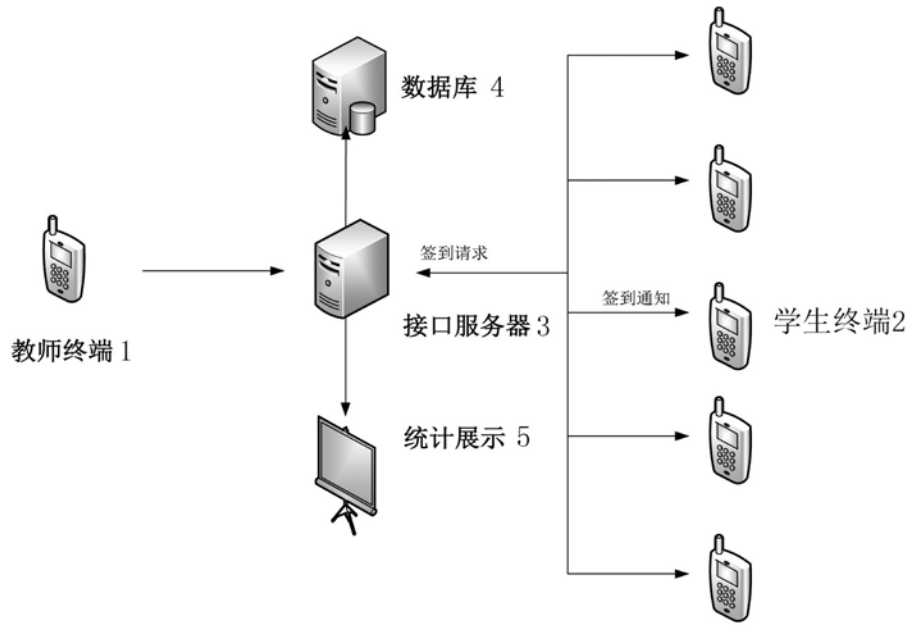 数据库 4
签到请求
签到通知
接口服务器 3
学生终端2
教师终端 1
统计展示 5